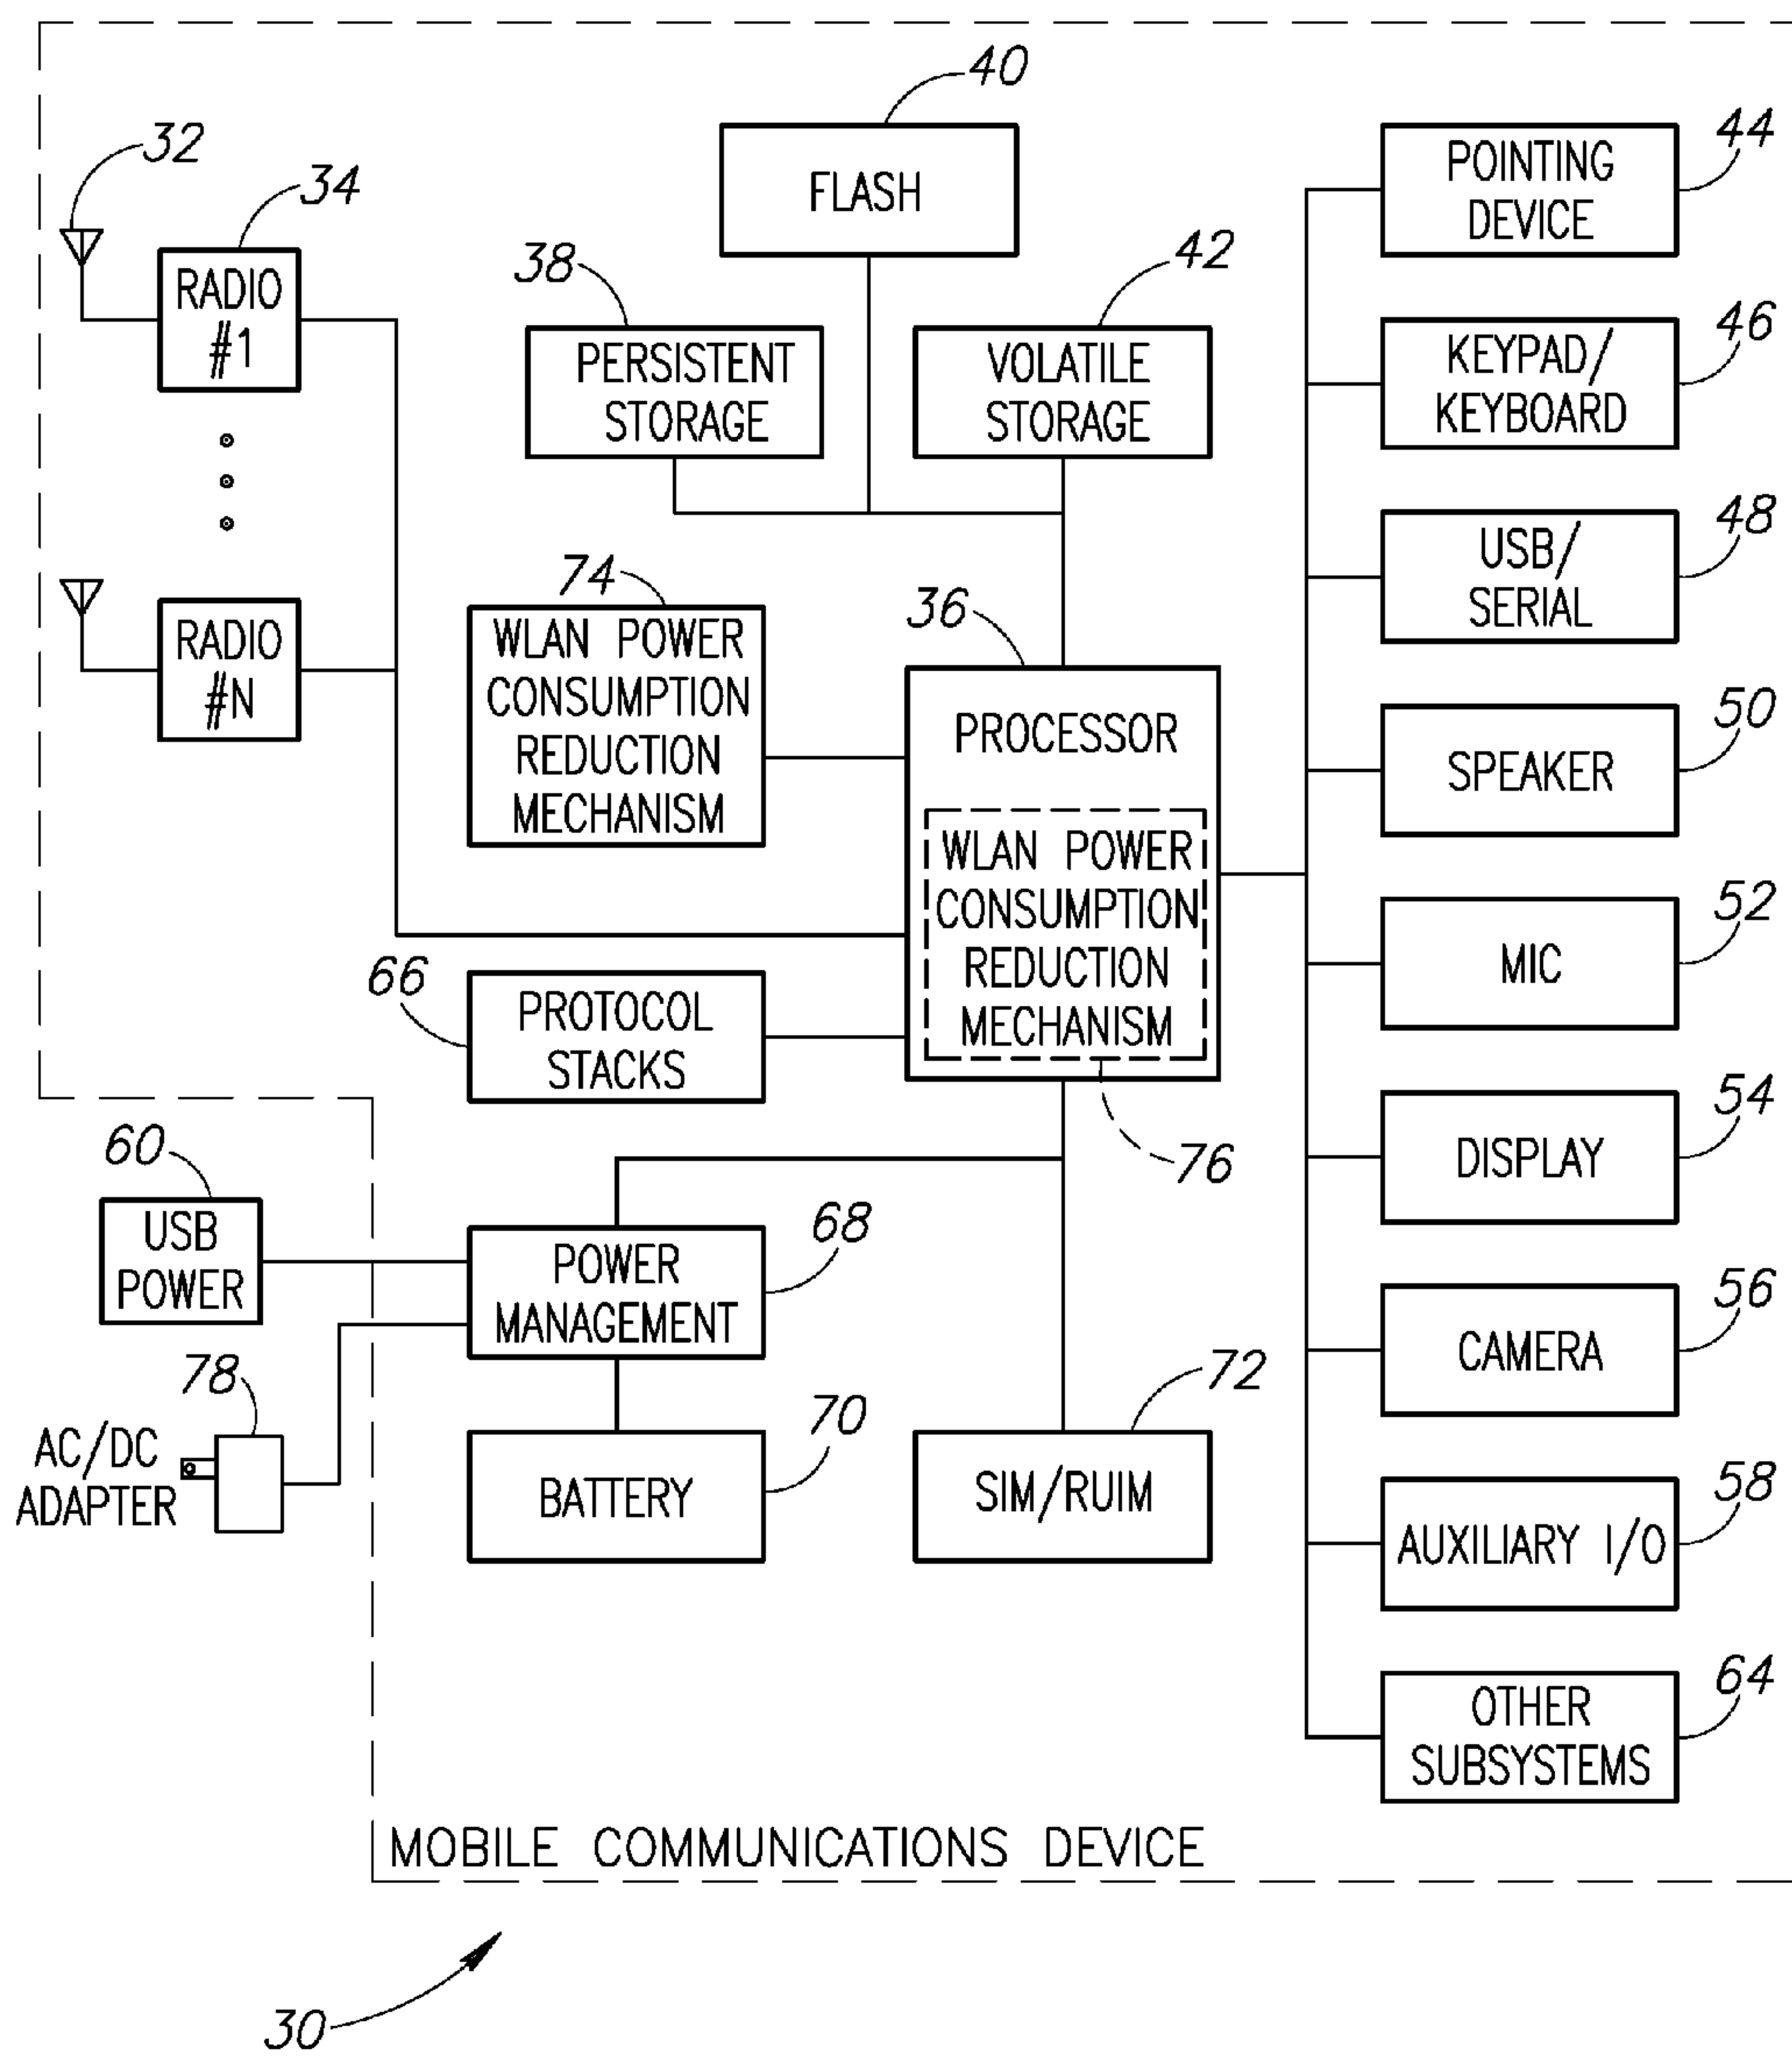 40
FLASH
32
34
RADIO
#1
38
PERSISTENT
STORAGE
42
VOLATILE
STORAGE
RADIO
#N
74
WLAN POWER
CONSUMPTION
REDUCTION
MECHANISM
36
PROCESSOR
WLAN POWER
CONSUMPTION
REDUCTION
MECHANISM
76
66
PROTOCOL
STACKS
60
USB
POWER
68
POWER
MANAGEMENT
78
AC/DC
ADAPTER
70
BATTERY
72
SIM/RUIM
44
POINTING
DEVICE
46
KEYPAD/
KEYBOARD
48
USB/
SERIAL
50
SPEAKER
52
MIC
54
DISPLAY
56
CAMERA
58
AUXILIARY I/O
64
OTHER
SUBSYSTEMS
MOBILE COMMUNICATIONS DEVICE
30